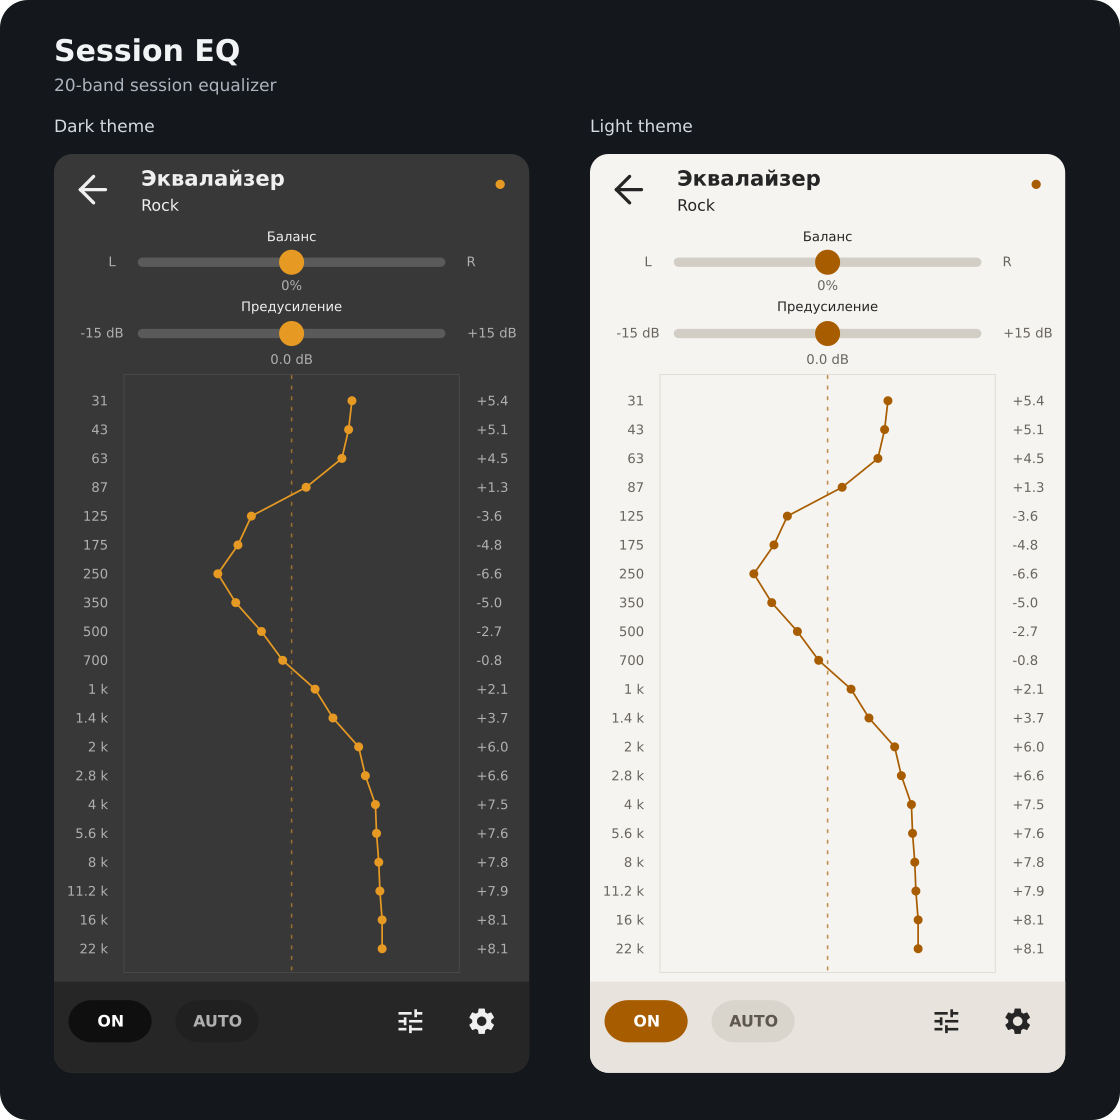 Session EQ
20-band session equalizer
Dark theme
Эквалайзер
Rock
Баланс
L R
0%
Предусиление
-15 dB +15 dB
0.0 dB
31 +5.4
43 +5.1
63 +4.5
87 +1.3
125 -3.6
175 -4.8
250 -6.6
350 -5.0
500 -2.7
700 -0.8
1 k +2.1
1.4 k +3.7
2 k +6.0
2.8 k +6.6
4 k +7.5
5.6 k +7.6
8 k +7.8
11.2 k +7.9
16 k +8.1
22 k +8.1
ON AUTO
Light theme
Эквалайзер
Rock
Баланс
L R
0%
Предусиление
-15 dB +15 dB
0.0 dB
31 +5.4
43 +5.1
63 +4.5
87 +1.3
125 -3.6
175 -4.8
250 -6.6
350 -5.0
500 -2.7
700 -0.8
1 k +2.1
1.4 k +3.7
2 k +6.0
2.8 k +6.6
4 k +7.5
5.6 k +7.6
8 k +7.8
11.2 k +7.9
16 k +8.1
22 k +8.1
ON AUTO